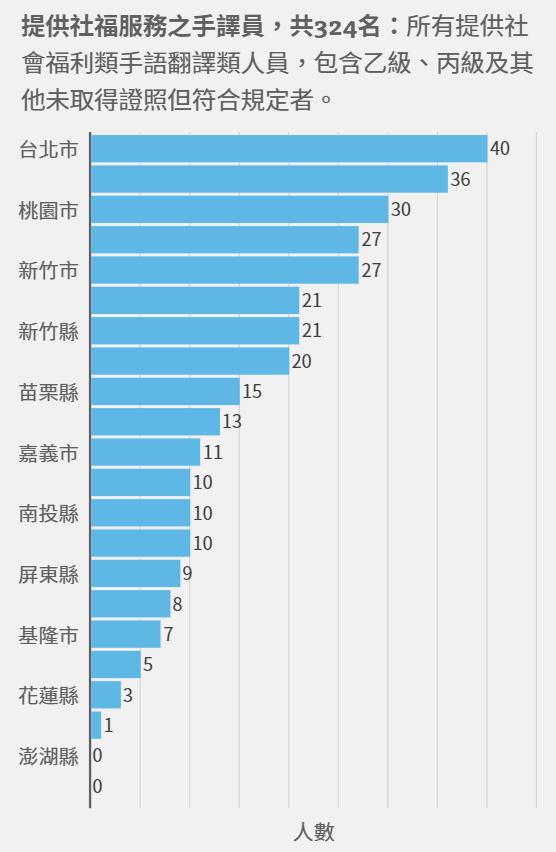 提供社福服務之手譯員，共324名：所有提供社
會福利類手語翻譯類人員，包含乙級、丙級及其
他未取得證照但符合規定者。
台北市 40
36
桃園市 30
27
新竹市 27
21
新竹縣 21
20
苗栗縣 15
13
嘉義市 11
10
南投縣 10
10
屏東縣 9
8
基隆市 7
5
花蓮縣 3
1
澎湖縣 0
0
人數